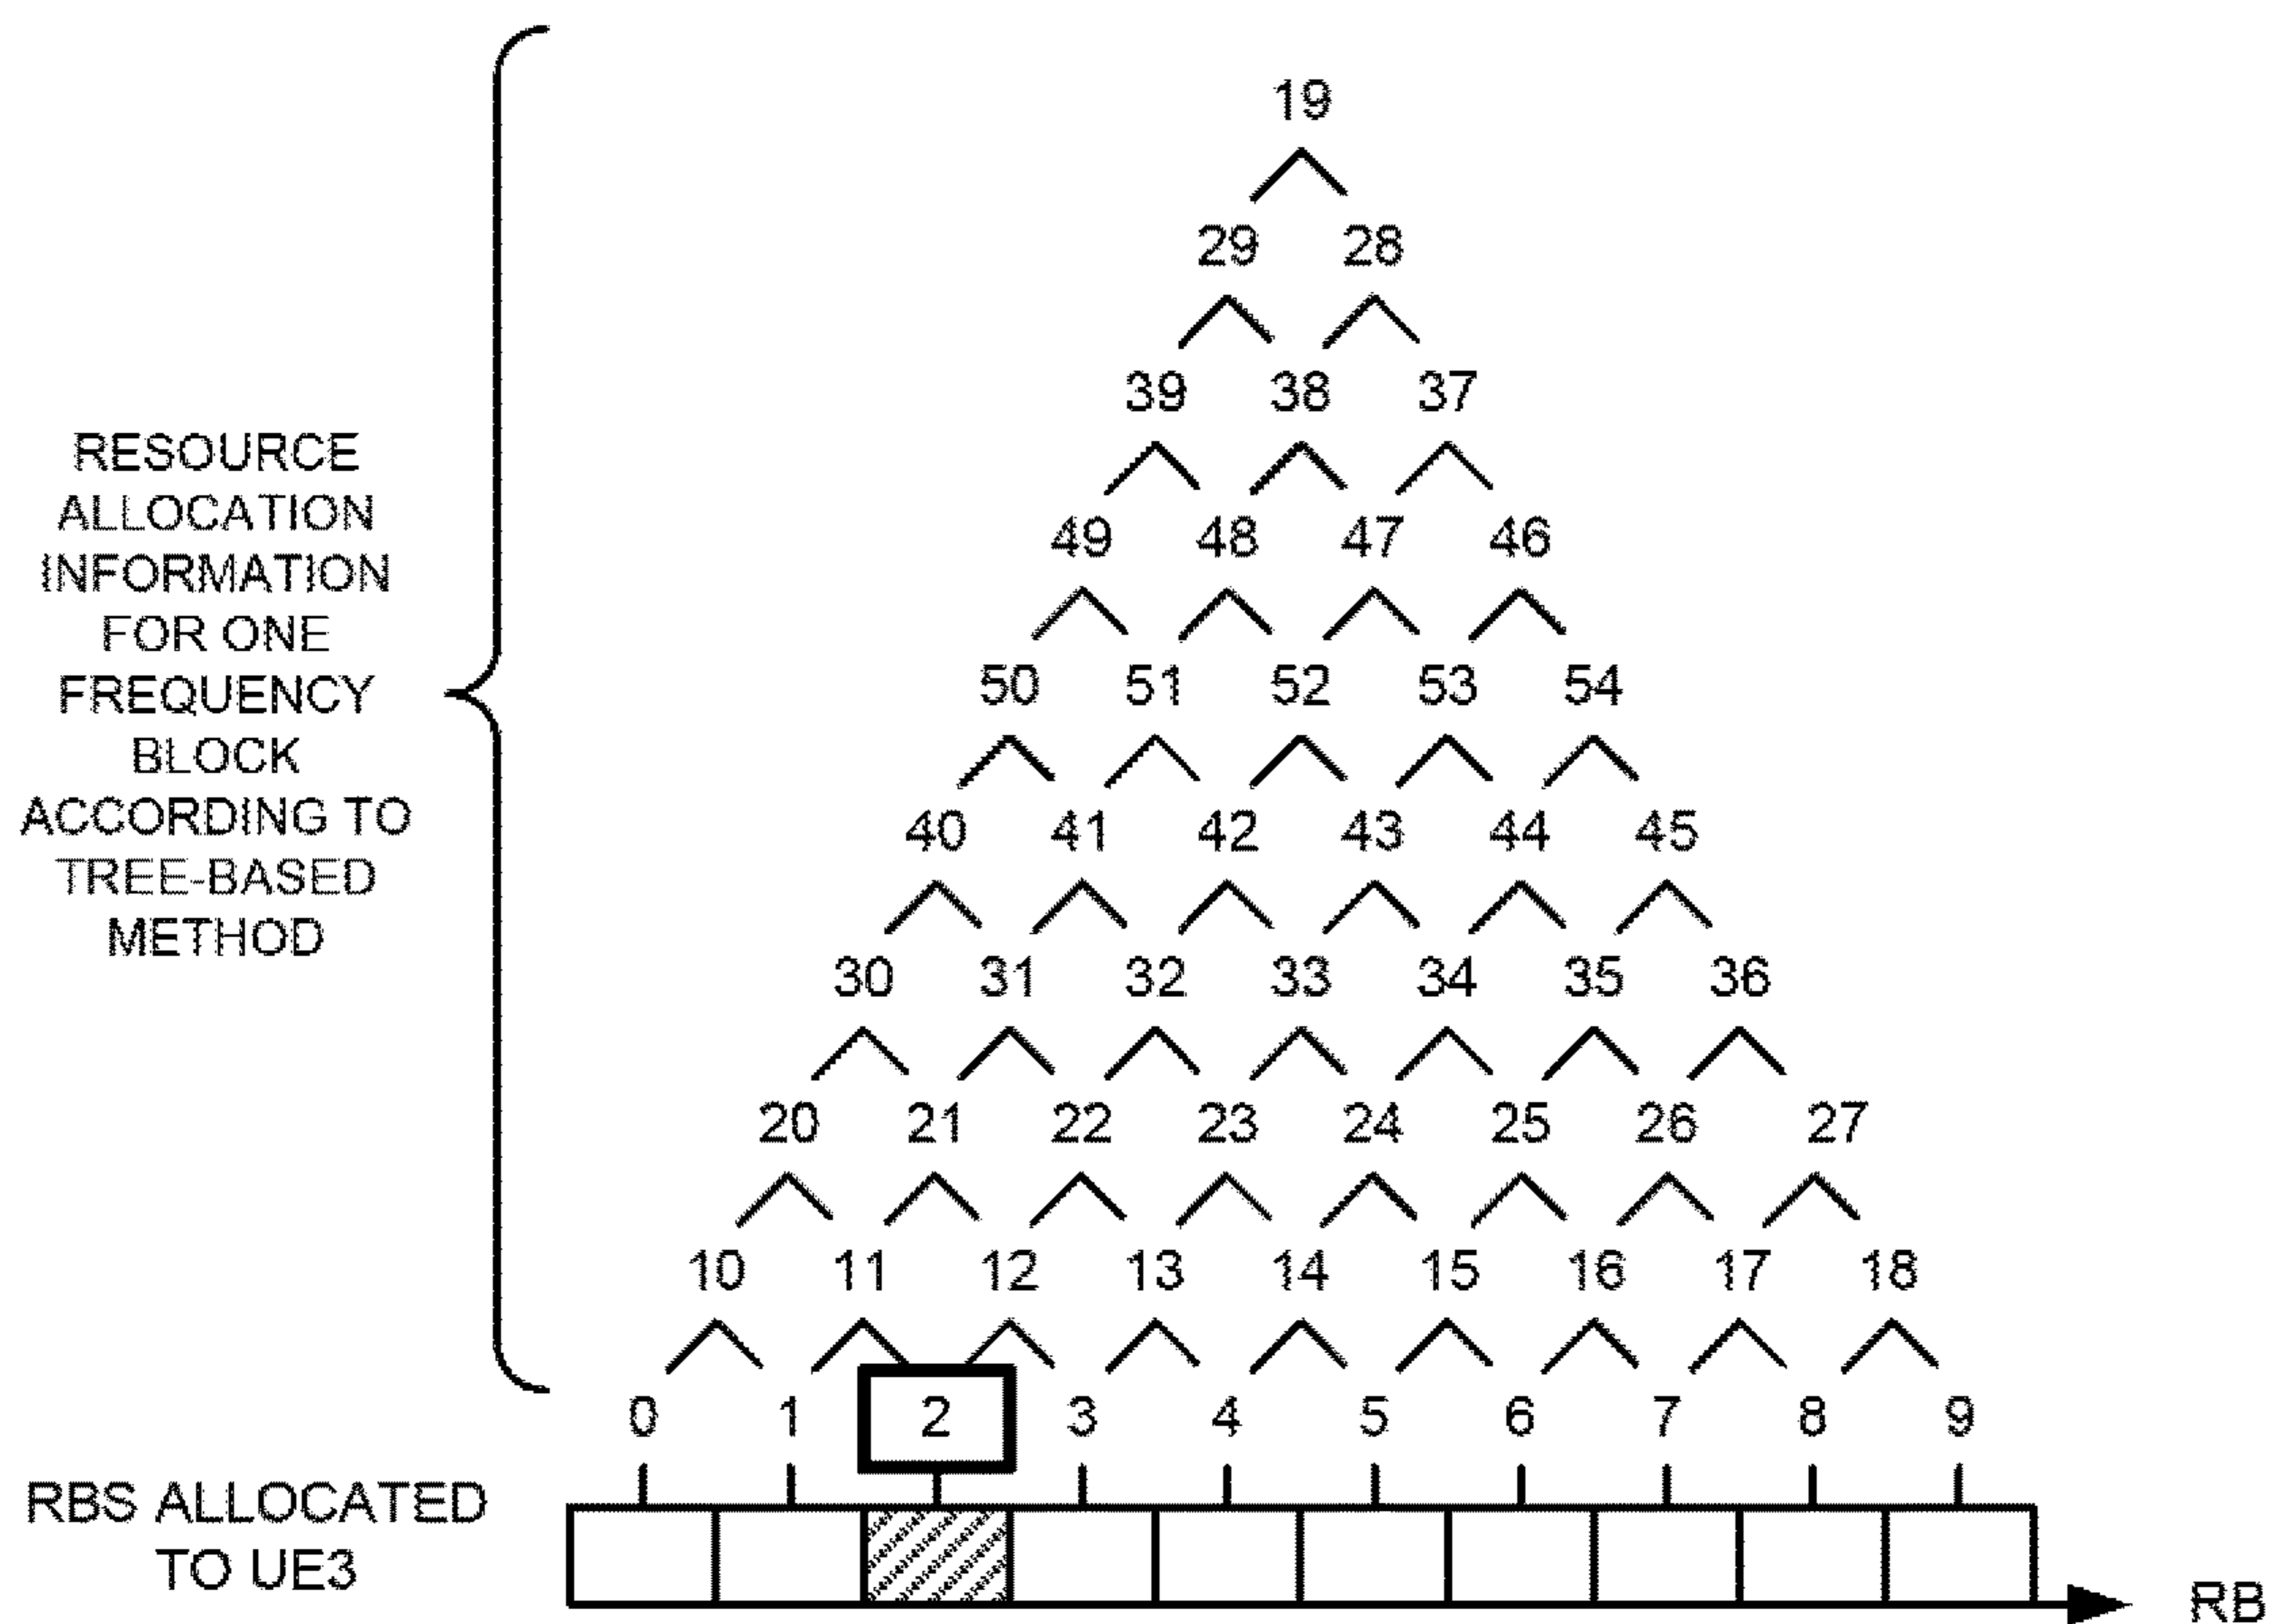 19
29 28
39 38 37
49 48 47 46
50 51 52 53 54
40 41 42 43 44 45
30 31 32 33 34 35 36
20 21 22 23 24 25 26 27
10 11 12 13 14 15 16 17 18
0 1 2 3 4 5 6 7 8 9
RESOURCE
ALLOCATION
INFORMATION
FOR ONE
FREQUENCY
BLOCK
ACCORDING TO
TREE-BASED
METHOD
RBS ALLOCATED
TO UE3
RB